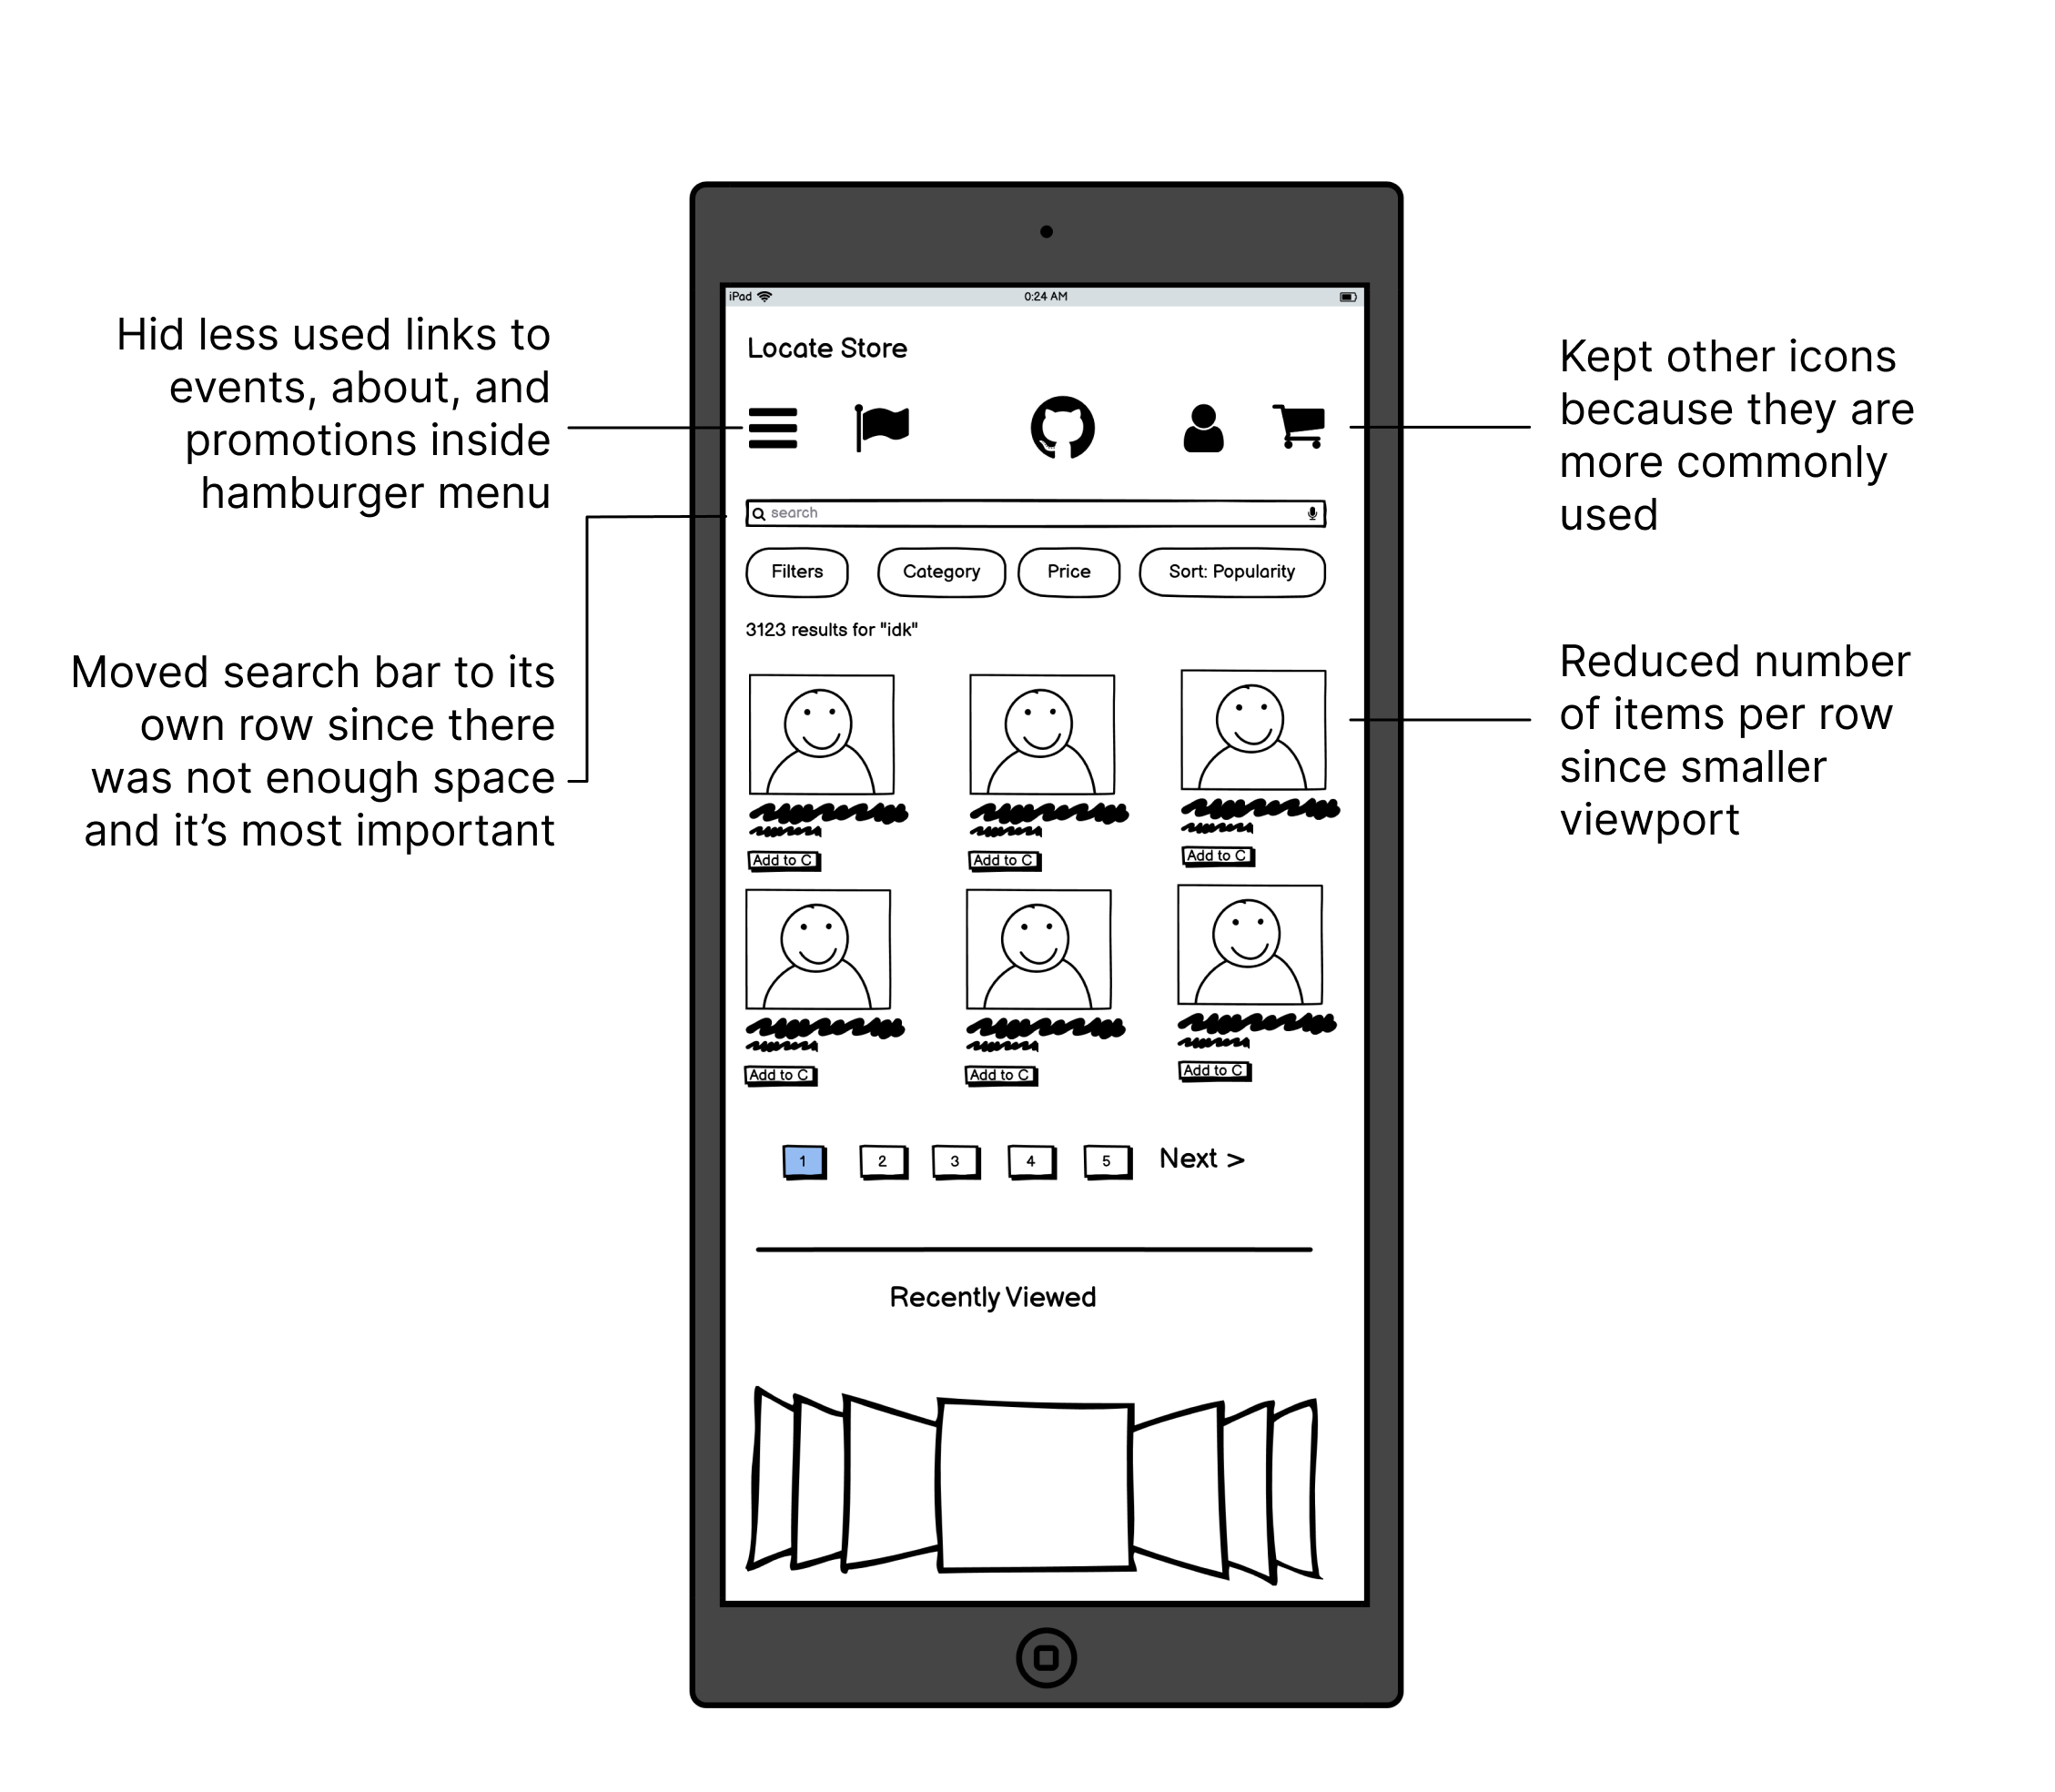 iPad
0:24 AM
Locate Store
Hid less used links to
events, about, and
promotions inside
hamburger menu
Kept other icons
because they are
more commonly
used
search
Filters
Category
Price
Sort: Popularity
3123 results for "idk"
Moved search bar to its
own row since there
was not enough space
and it’s most important
Reduced number
of items per row
since smaller
viewport
Add to C
Add to C
Add to C
Add to C
Add to C
Add to C
1
2
3
4
5
Next >
Recently Viewed